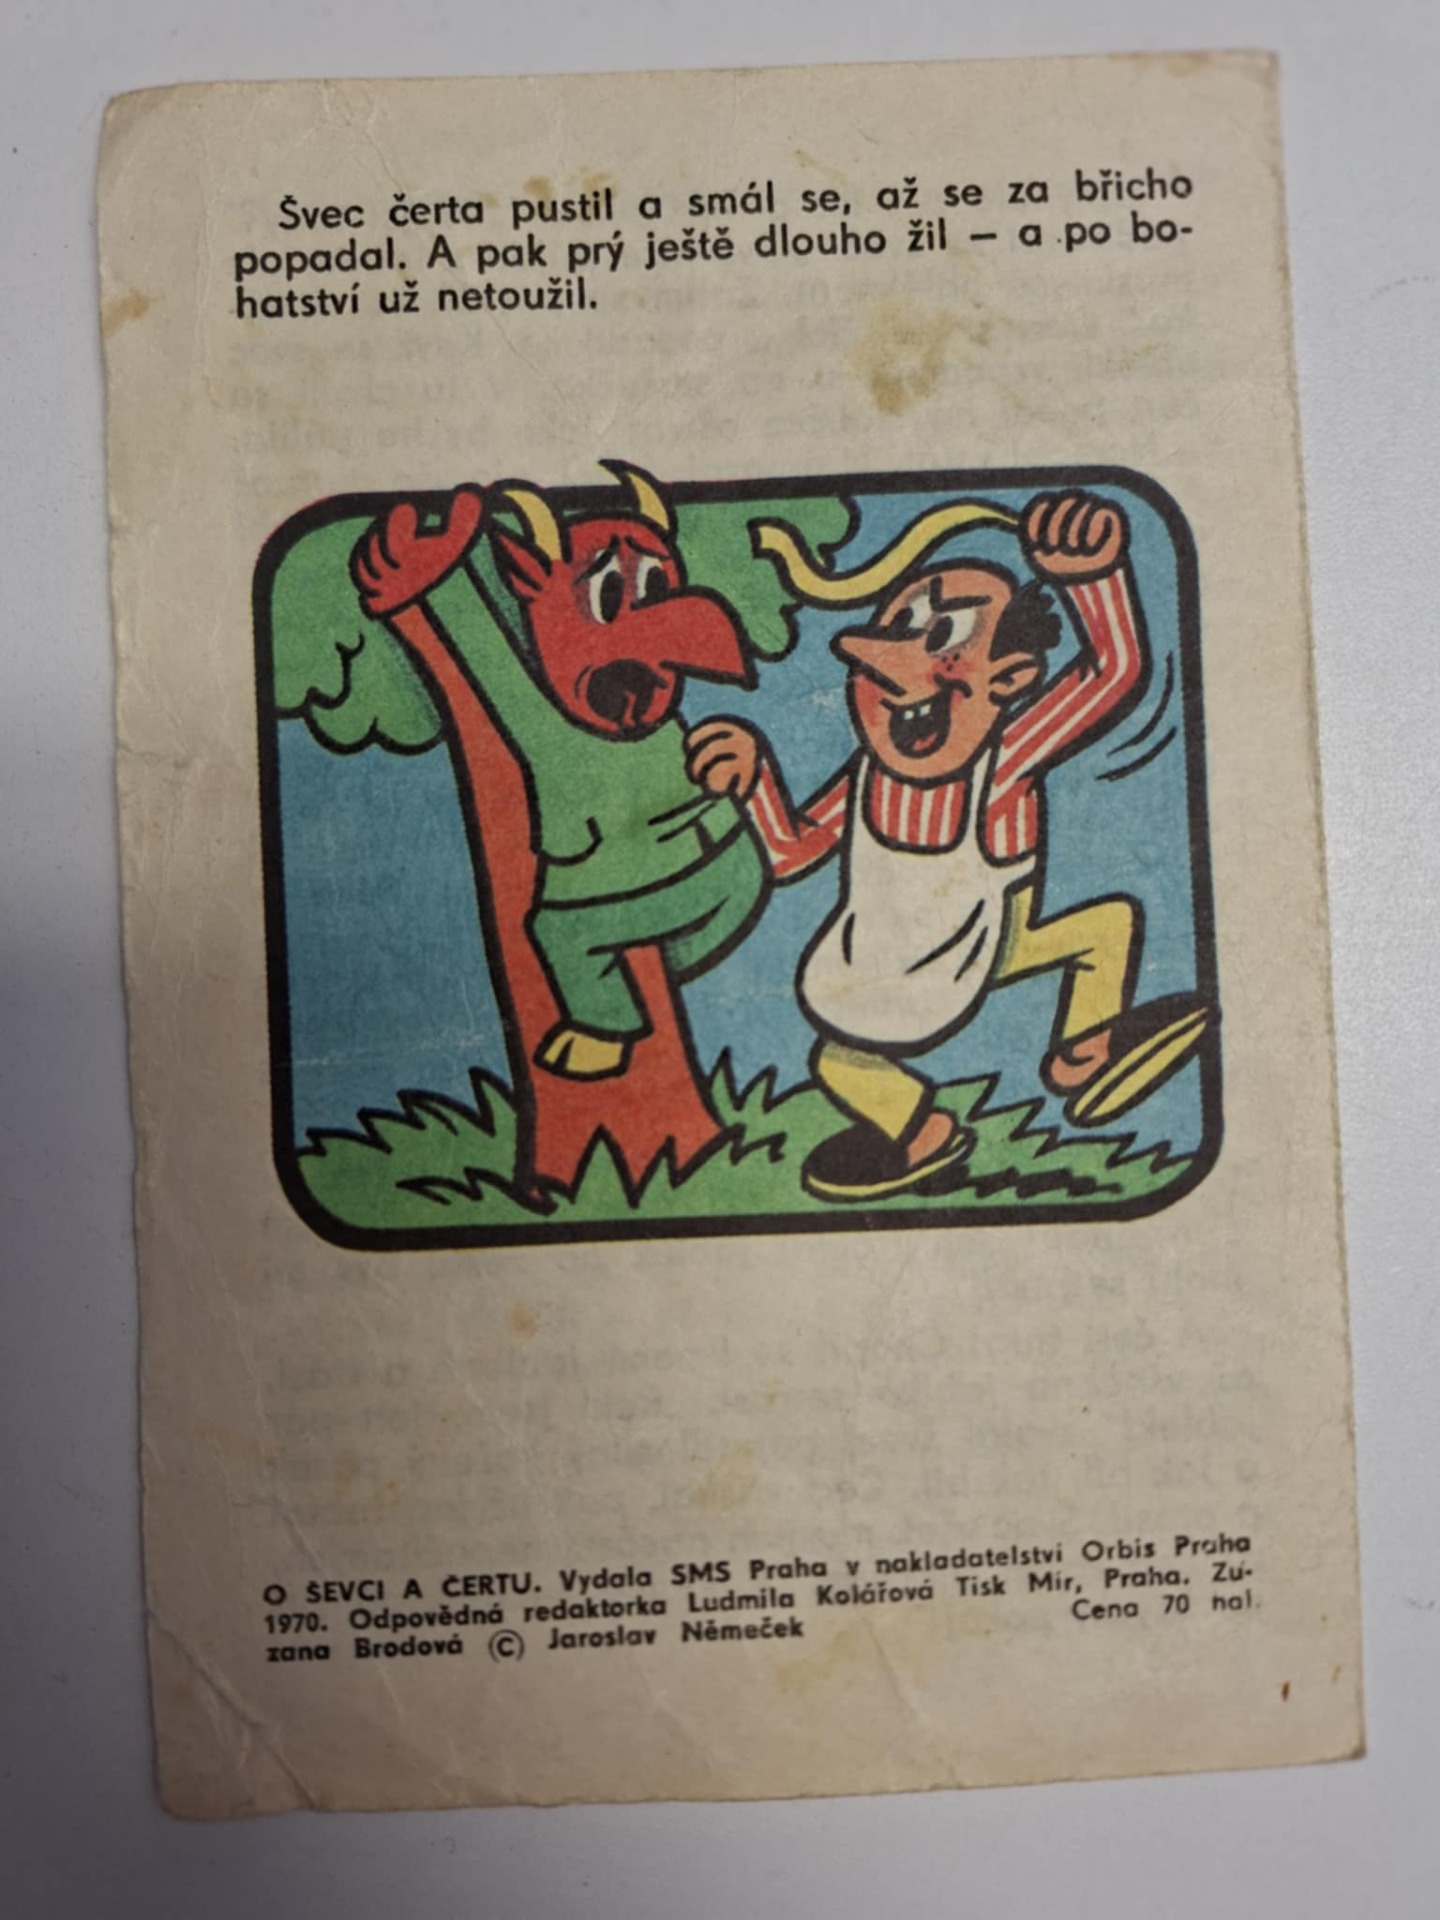 Švec čerta pustil a smál se, až se za břicho
popadal. A pak prý ještě dlouho žil – a po bo-
hatství už netoužil.
O ŠEVCI A ČERTU. Vydala SMS Praha v nakladatelství Orbis Praha
1970. Odpovědná redaktorka Ludmila Kolářová Tisk Mír, Praha. Zu-
zana Brodová © Jaroslav Němeček Cena 70 hal.